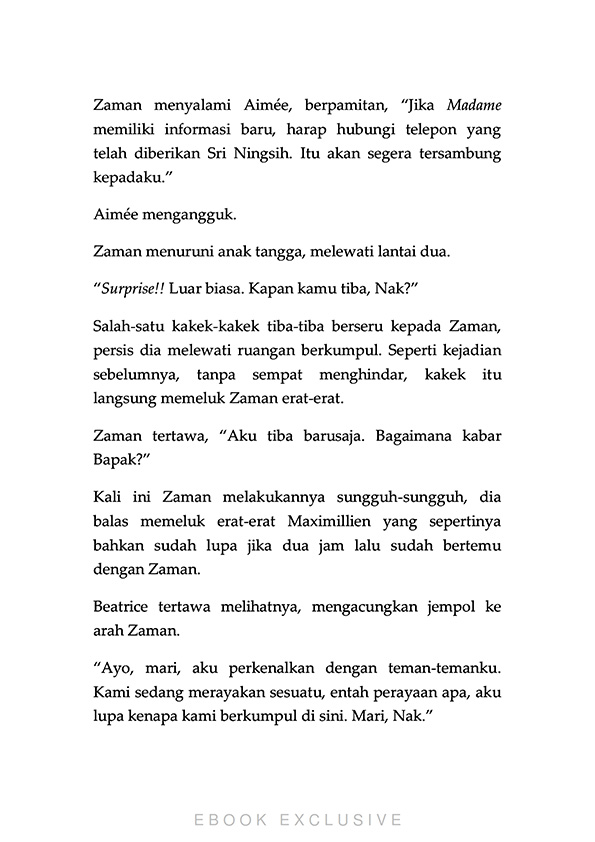 Zaman menyalami Aimée, berpamitan, “Jika Madame
memiliki informasi baru, harap hubungi telepon yang
telah diberikan Sri Ningsih. Itu akan segera tersambung
kepadaku.”
Aimée mengangguk.
Zaman menuruni anak tangga, melewati lantai dua.
“Surprise!! Luar biasa. Kapan kamu tiba, Nak?”
Salah-satu kakek-kakek tiba-tiba berseru kepada Zaman,
persis dia melewati ruangan berkumpul. Seperti kejadian
sebelumnya, tanpa sempat menghindar, kakek itu
langsung memeluk Zaman erat-erat.
Zaman tertawa, “Aku tiba barusaja. Bagaimana kabar
Bapak?”
Kali ini Zaman melakukannya sungguh-sungguh, dia
balas memeluk erat-erat Maximillien yang sepertinya
bahkan sudah lupa jika dua jam lalu sudah bertemu
dengan Zaman.
Beatrice tertawa melihatnya, mengacungkan jempol ke
arah Zaman.
“Ayo, mari, aku perkenalkan dengan teman-temanku.
Kami sedang merayakan sesuatu, entah perayaan apa, aku
lupa kenapa kami berkumpul di sini. Mari, Nak.”
EBOOK EXCLUSIVE